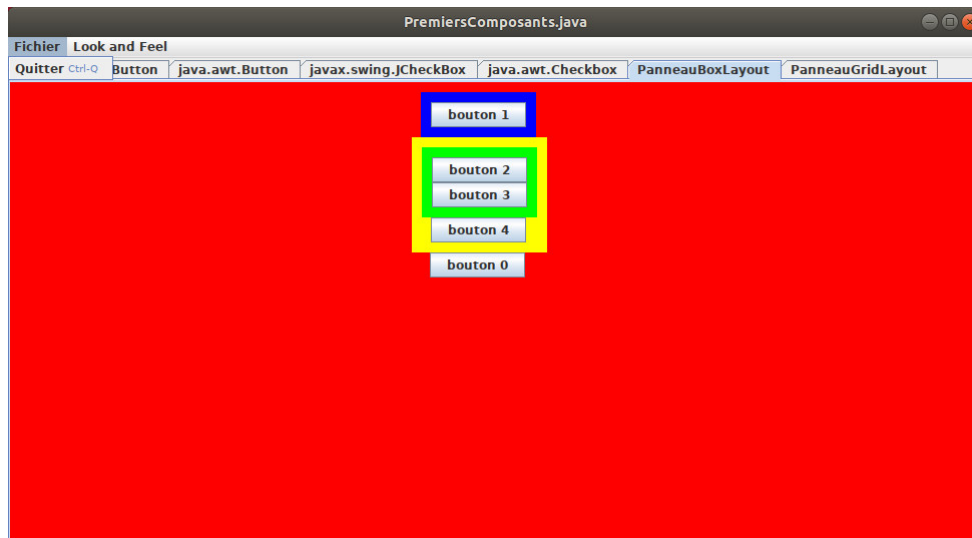 PremiersComposants.java
Fichier Look and Feel
Quitter Ctrl-Q Button java.awt.Button javax.swing.JCheckBox java.awt.Checkbox PanneauBoxLayout PanneauGridLayout
bouton 1
bouton 2
bouton 3
bouton 4
bouton 0